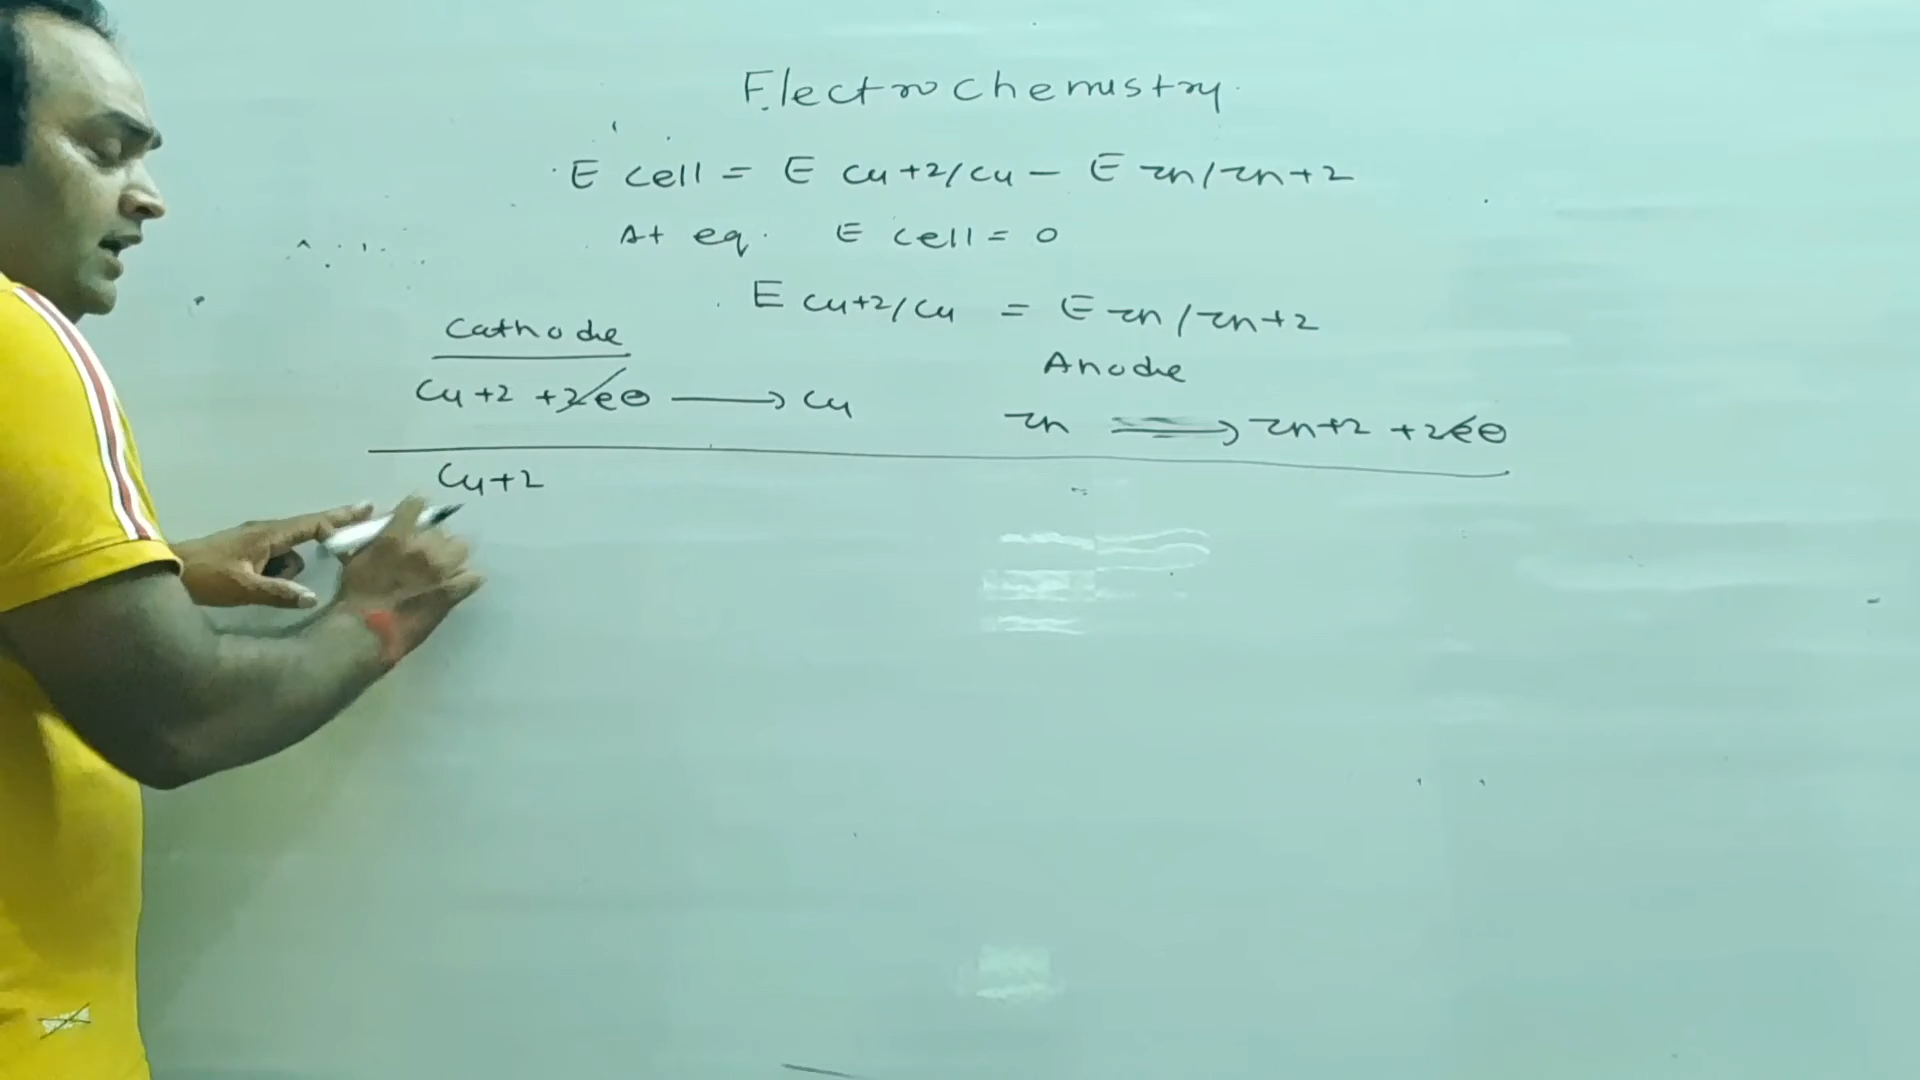 Electrochemistry
E cell = E Cu+2/Cu - E Zn/Zn+2
At eq. E cell = 0
E Cu+2/Cu = E Zn/Zn+2
Cathode
Anode
Cu+2 +2e⊖ ⟶ Cu
Zn ⟶ Zn+2 +2e⊖
Cu+2